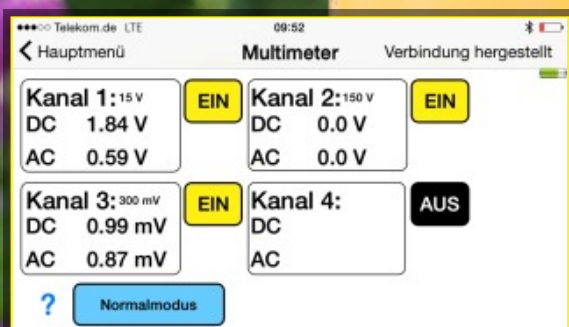 Telekom.de LTE 09:52
Hauptmenü Multimeter Verbindung hergestellt
Kanal 1: 15 V EIN Kanal 2: 150 V EIN
DC 1.84 V DC 0.0 V
AC 0.59 V AC 0.0 V
Kanal 3: 300 mV EIN Kanal 4: AUS
DC 0.99 mV DC
AC 0.87 mV AC
? Normalmodus